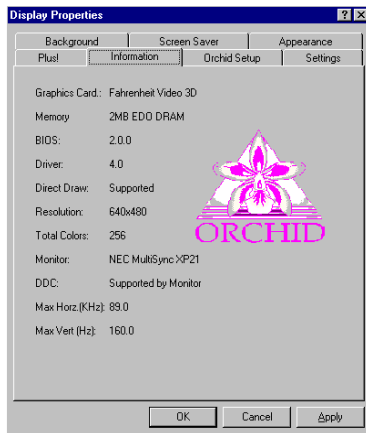 Display Properties
Background Screen Saver Appearance
Plus! Information Orchid Setup Settings
Graphics Card.: Fahrenheit Video 3D
Memory 2MB EDO DRAM
BIOS: 2.0.0
Driver: 4.0
Direct Draw: Supported
Resolution: 640x480
Total Colors: 256
ORCHID
Monitor: NEC MultiSync XP21
DDC: Supported by Monitor
Max Horz.(KHz): 89.0
Max Vert (Hz): 160.0
OK Cancel Apply